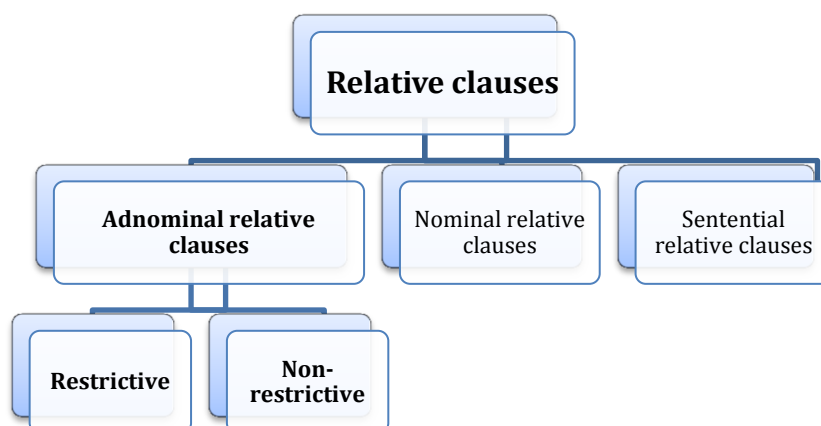 Relative clauses
Adnominal relative
clauses
Nominal relative
clauses
Sentential
relative clauses
Restrictive
Non-
restrictive